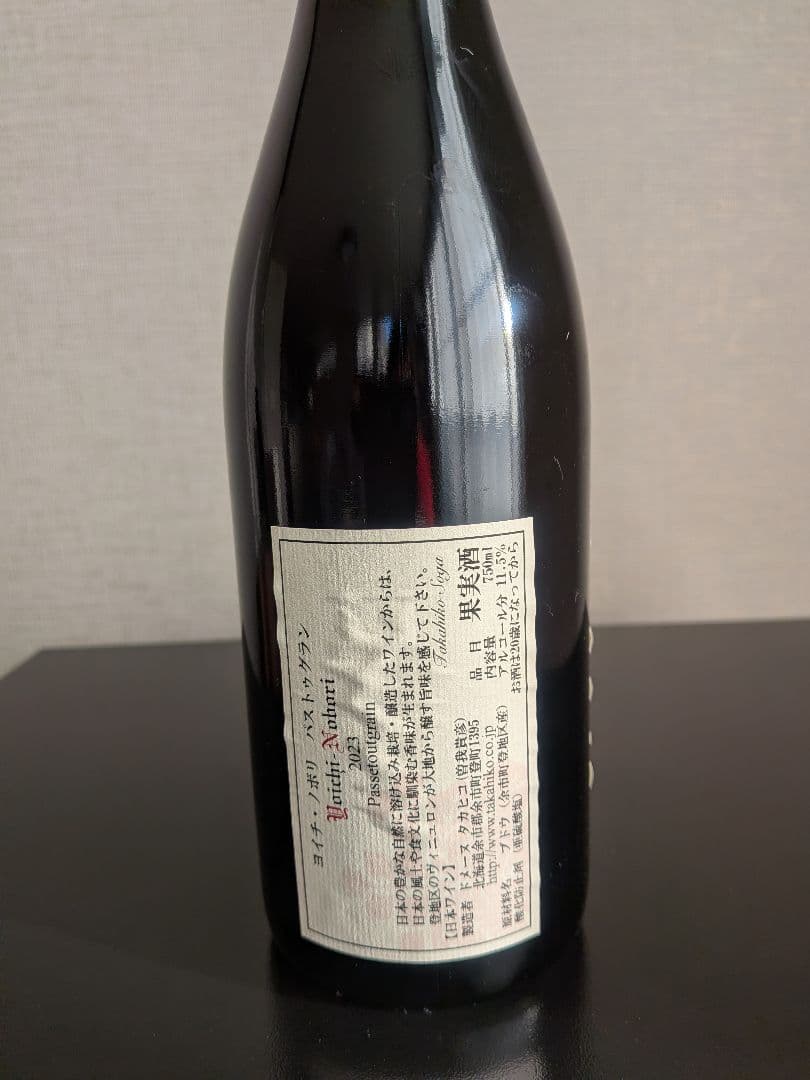 ヨイチ・ノボリ パストゥグラン
Yoichi-Nobori
2023
Passetoutgrain
日本の豊かな自然に溶け込み栽培・醸造したワインからは、
日本の風土や食文化に馴染む香味が生まれます。
登地区のヴィニュロンが大地から醸す旨味を感じて下さい。
Takahiko Soga
【日本ワイン】
製造者 ドメーヌ タカヒコ(曽我貴彦)
北海道余市郡余市町登町1395
http://www.takahiko.co.jp
原材料名 ブドウ (余市町登地区産)
酸化防止剤 (亜硫酸塩)
品目 果実酒
内容量 750ml
アルコール分 11.5%
お酒は20歳になってから